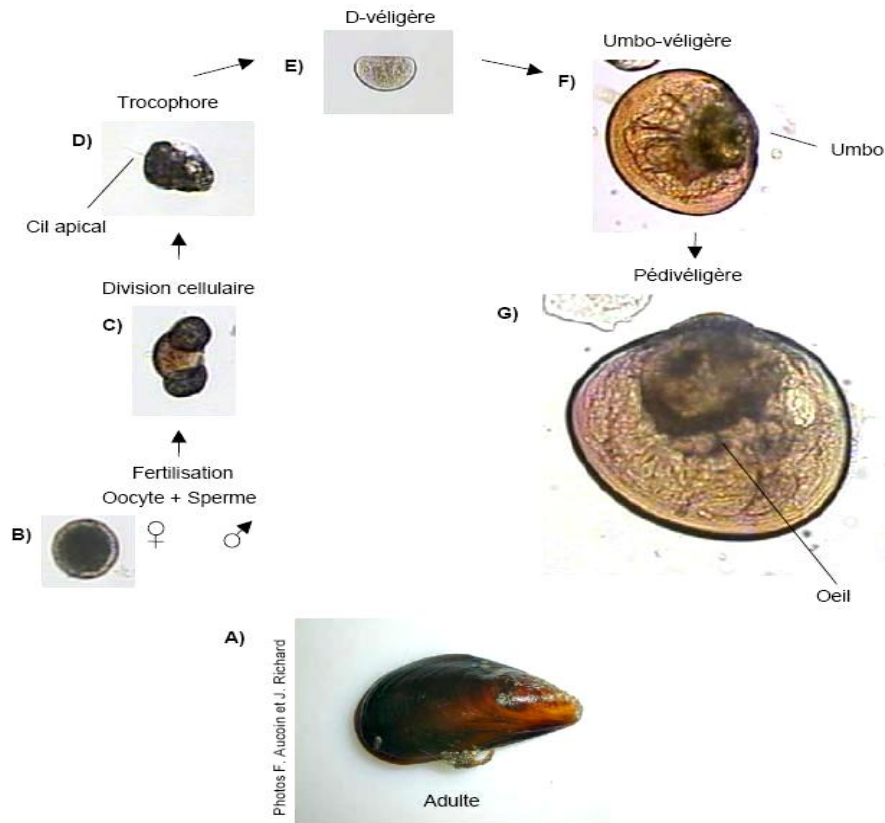 D-véligère
E)
Umbo-véligère
F)
Umbo
Trocophore
D)
Cil apical
Division cellulaire
C)
Pédivéligère
G)
Oeil
Fertilisation
Oocyte + Sperme
B) ♀ ♂
A)
Photos F. Aucoin et J. Richard
Adulte